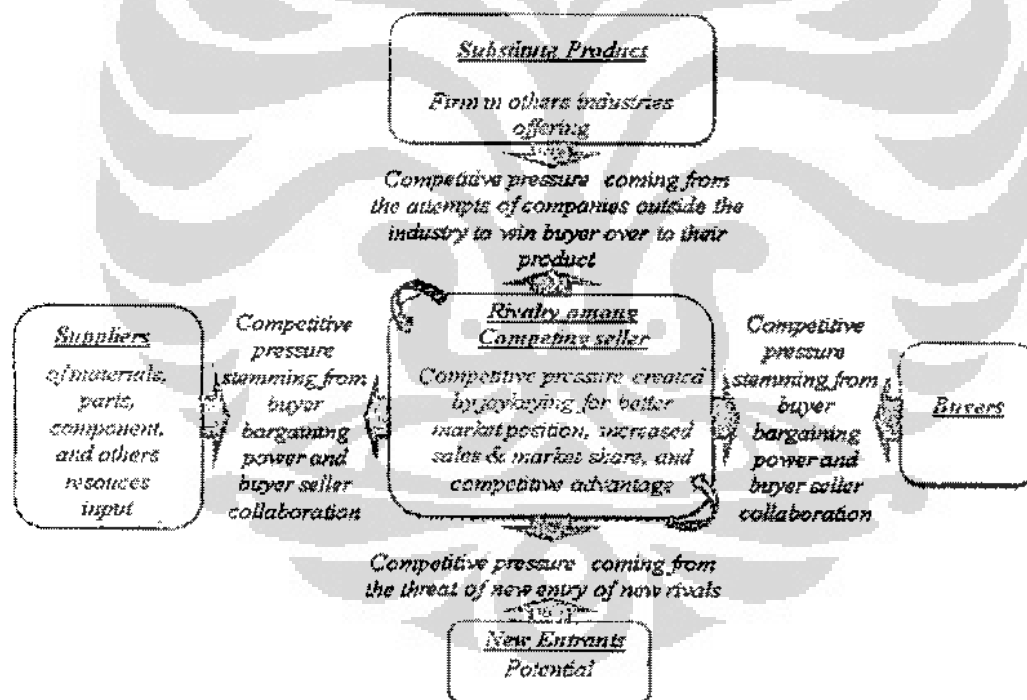 Substitute Product
Firm in others industries
offering
Competitive pressure coming from
the attempts of companies outside the
industry to win buyer over to their
product
Suppliers
of materials,
parts,
component,
and others
resouces
input
Competitive
pressure
stemming from
buyer
bargaining
power and
buyer seller
collaboration
Rivalry among
Competing seller
Competitive pressure created
by jaykeying for better
market position, increased
sales & market share, and
competitive advantage
Competitive
pressure
stemming from
buyer
bargaining
power and
buyer seller
collaboration
Buyers
Competitive pressure coming from
the threat of new entry of new rivals
New Entrants
Potential